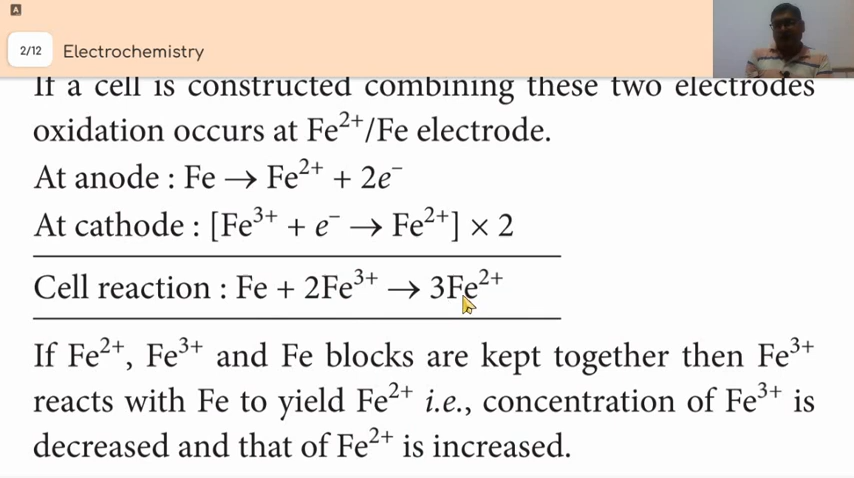 A
2/12 Electrochemistry
If a cell is constructed combining these two electrodes
oxidation occurs at Fe²⁺/Fe electrode.
At anode : Fe → Fe²⁺ + 2e⁻
At cathode : [Fe³⁺ + e⁻ → Fe²⁺] × 2
Cell reaction : Fe + 2Fe³⁺ → 3Fe²⁺
If Fe²⁺, Fe³⁺ and Fe blocks are kept together then Fe³⁺
reacts with Fe to yield Fe²⁺ i.e., concentration of Fe³⁺ is
decreased and that of Fe²⁺ is increased.